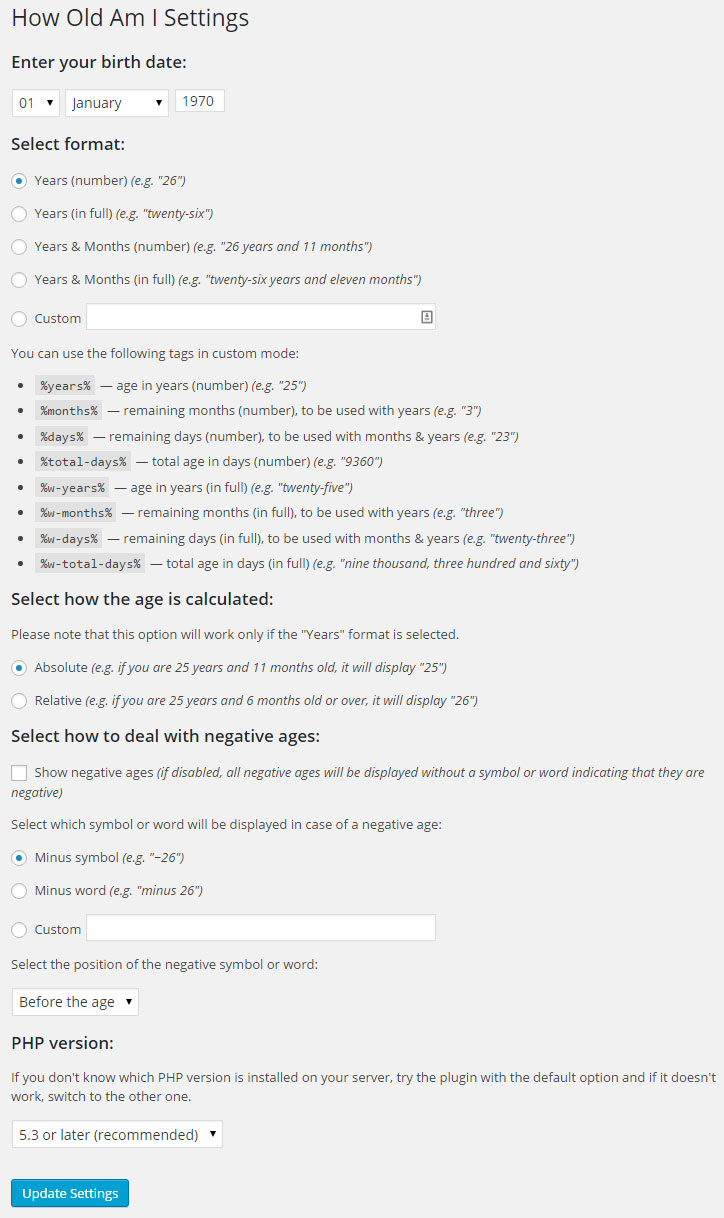 How Old Am I Settings
Enter your birth date:
01 January 1970
Select format:
Years (number) (e.g. "26")
Years (in full) (e.g. "twenty-six")
Years & Months (number) (e.g. "26 years and 11 months")
Years & Months (in full) (e.g. "twenty-six years and eleven months")
Custom
You can use the following tags in custom mode:
%years% — age in years (number) (e.g. "25")
%months% — remaining months (number), to be used with years (e.g. "3")
%days% — remaining days (number), to be used with months & years (e.g. "23")
%total-days% — total age in days (number) (e.g. "9360")
%w-years% — age in years (in full) (e.g. "twenty-five")
%w-months% — remaining months (in full), to be used with years (e.g. "three")
%w-days% — remaining days (in full), to be used with months & years (e.g. "twenty-three")
%w-total-days% — total age in days (in full) (e.g. "nine thousand, three hundred and sixty")
Select how the age is calculated:
Please note that this option will work only if the "Years" format is selected.
Absolute (e.g. if you are 25 years and 11 months old, it will display "25")
Relative (e.g. if you are 25 years and 6 months old or over, it will display "26")
Select how to deal with negative ages:
Show negative ages (if disabled, all negative ages will be displayed without a symbol or word indicating that they are
negative)
Select which symbol or word will be displayed in case of a negative age:
Minus symbol (e.g. "−26")
Minus word (e.g. "minus 26")
Custom
Select the position of the negative symbol or word:
Before the age
PHP version:
If you don't know which PHP version is installed on your server, try the plugin with the default option and if it doesn't
work, switch to the other one.
5.3 or later (recommended)
Update Settings